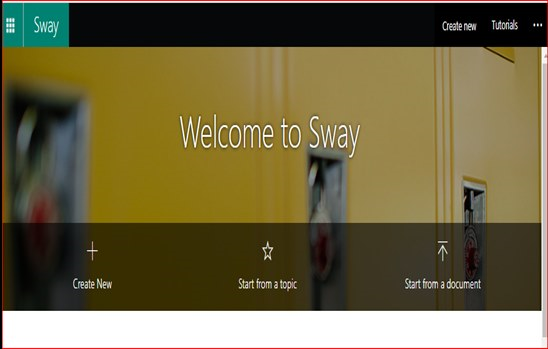 Sway Create new Tutorials ...
Welcome to Sway
Create New Start from a topic Start from a document